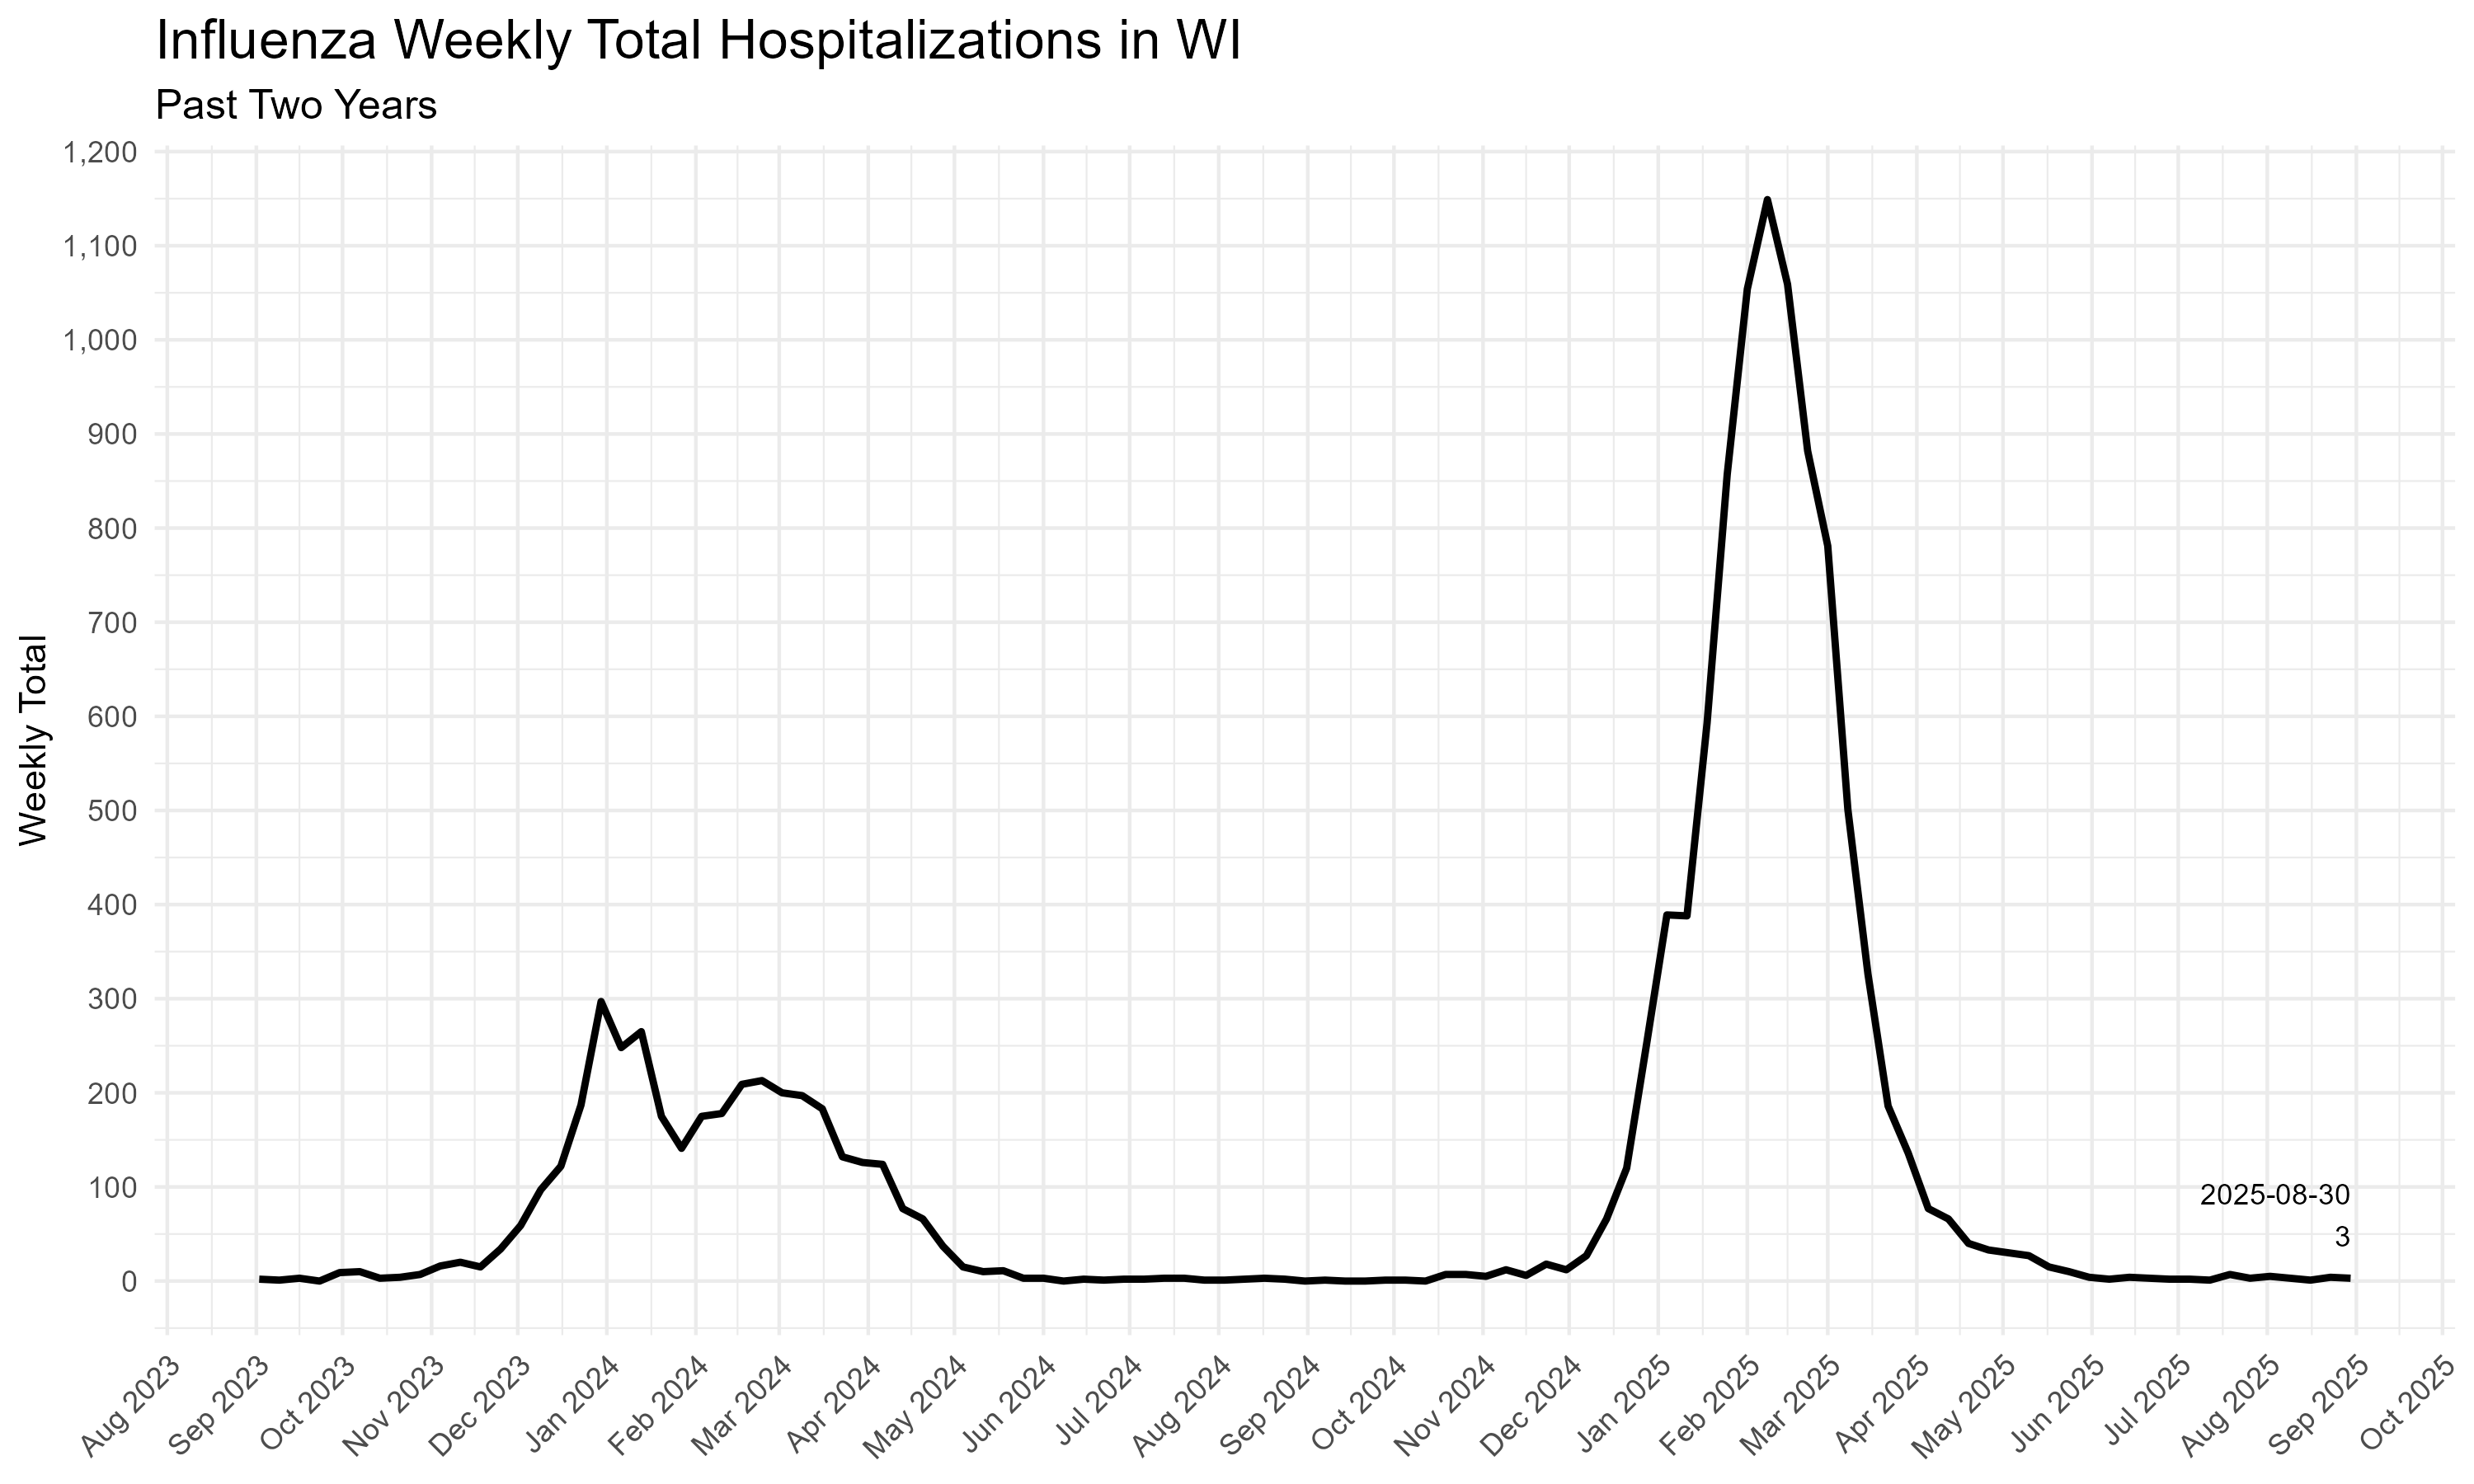 Influenza Weekly Total Hospitalizations in WI
Past Two Years
Weekly Total
1,200
1,100
1,000
900
800
700
600
500
400
300
200
100
0
2025-08-30
3
Aug 2023
Sep 2023
Oct 2023
Nov 2023
Dec 2023
Jan 2024
Feb 2024
Mar 2024
Apr 2024
May 2024
Jun 2024
Jul 2024
Aug 2024
Sep 2024
Oct 2024
Nov 2024
Dec 2024
Jan 2025
Feb 2025
Mar 2025
Apr 2025
May 2025
Jun 2025
Jul 2025
Aug 2025
Sep 2025
Oct 2025